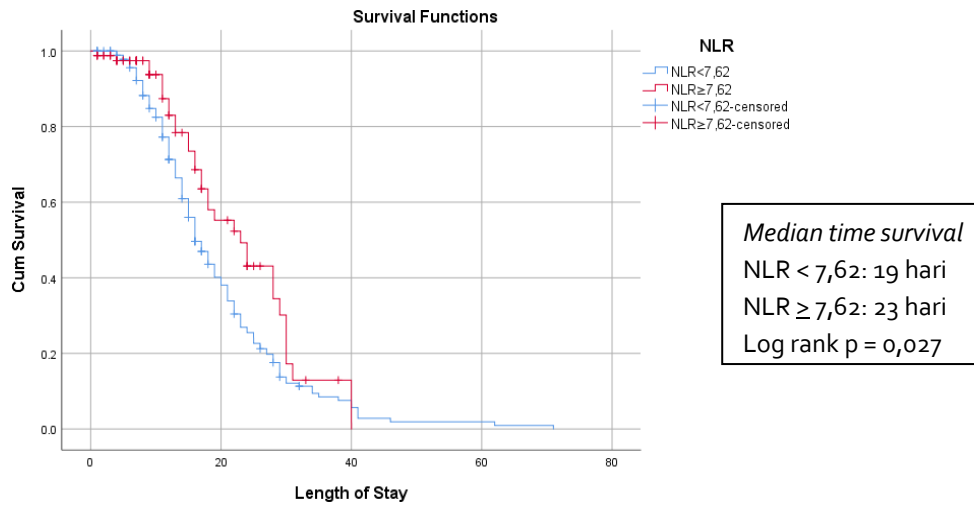 Survival Functions
NLR
NLR<7,62
NLR≥7,62
NLR<7,62-censored
NLR≥7,62-censored
Cum Survival
1.0
0.8
0.6
0.4
0.2
0.0
0 20 40 60 80
Length of Stay
Median time survival
NLR < 7,62: 19 hari
NLR ≥ 7,62: 23 hari
Log rank p = 0,027